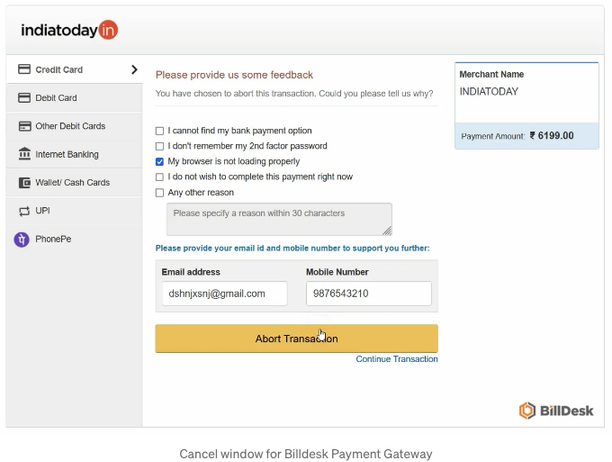 indiatoday in
Credit Card
Debit Card
Other Debit Cards
Internet Banking
Wallet/ Cash Cards
UPI
PhonePe
Please provide us some feedback
You have chosen to abort this transaction. Could you please tell us why?
I cannot find my bank payment option
I don't remember my 2nd factor password
My browser is not loading properly
I do not wish to complete this payment right now
Any other reason
Please specify a reason within 30 characters
Please provide your email id and mobile number to support you further:
Email address
Mobile Number
dshnjxsnj@gmail.com
9876543210
Abort Transaction
Continue Transaction
Merchant Name
INDIATODAY
Payment Amount: ₹ 6199.00
BillDesk
Cancel window for Billdesk Payment Gateway